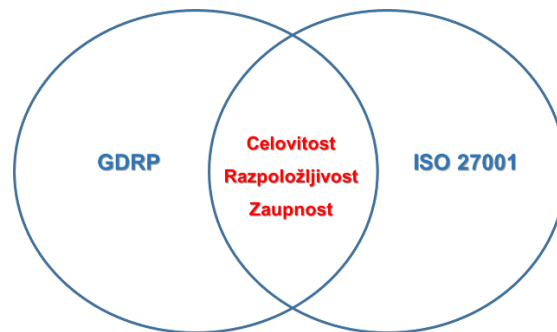 GDRP
Celovitost
Razpoložljivost
Zaupnost
ISO 27001